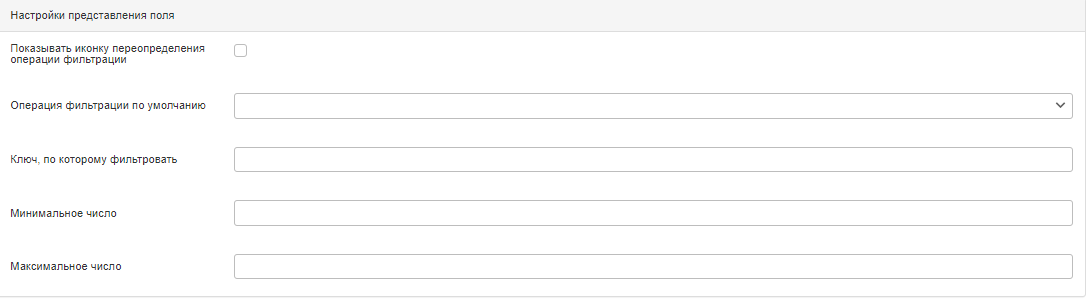 Настройки представления поля
Показывать иконку переопределения
операции фильтрации
Операция фильтрации по умолчанию
Ключ, по которому фильтровать
Минимальное число
Максимальное число